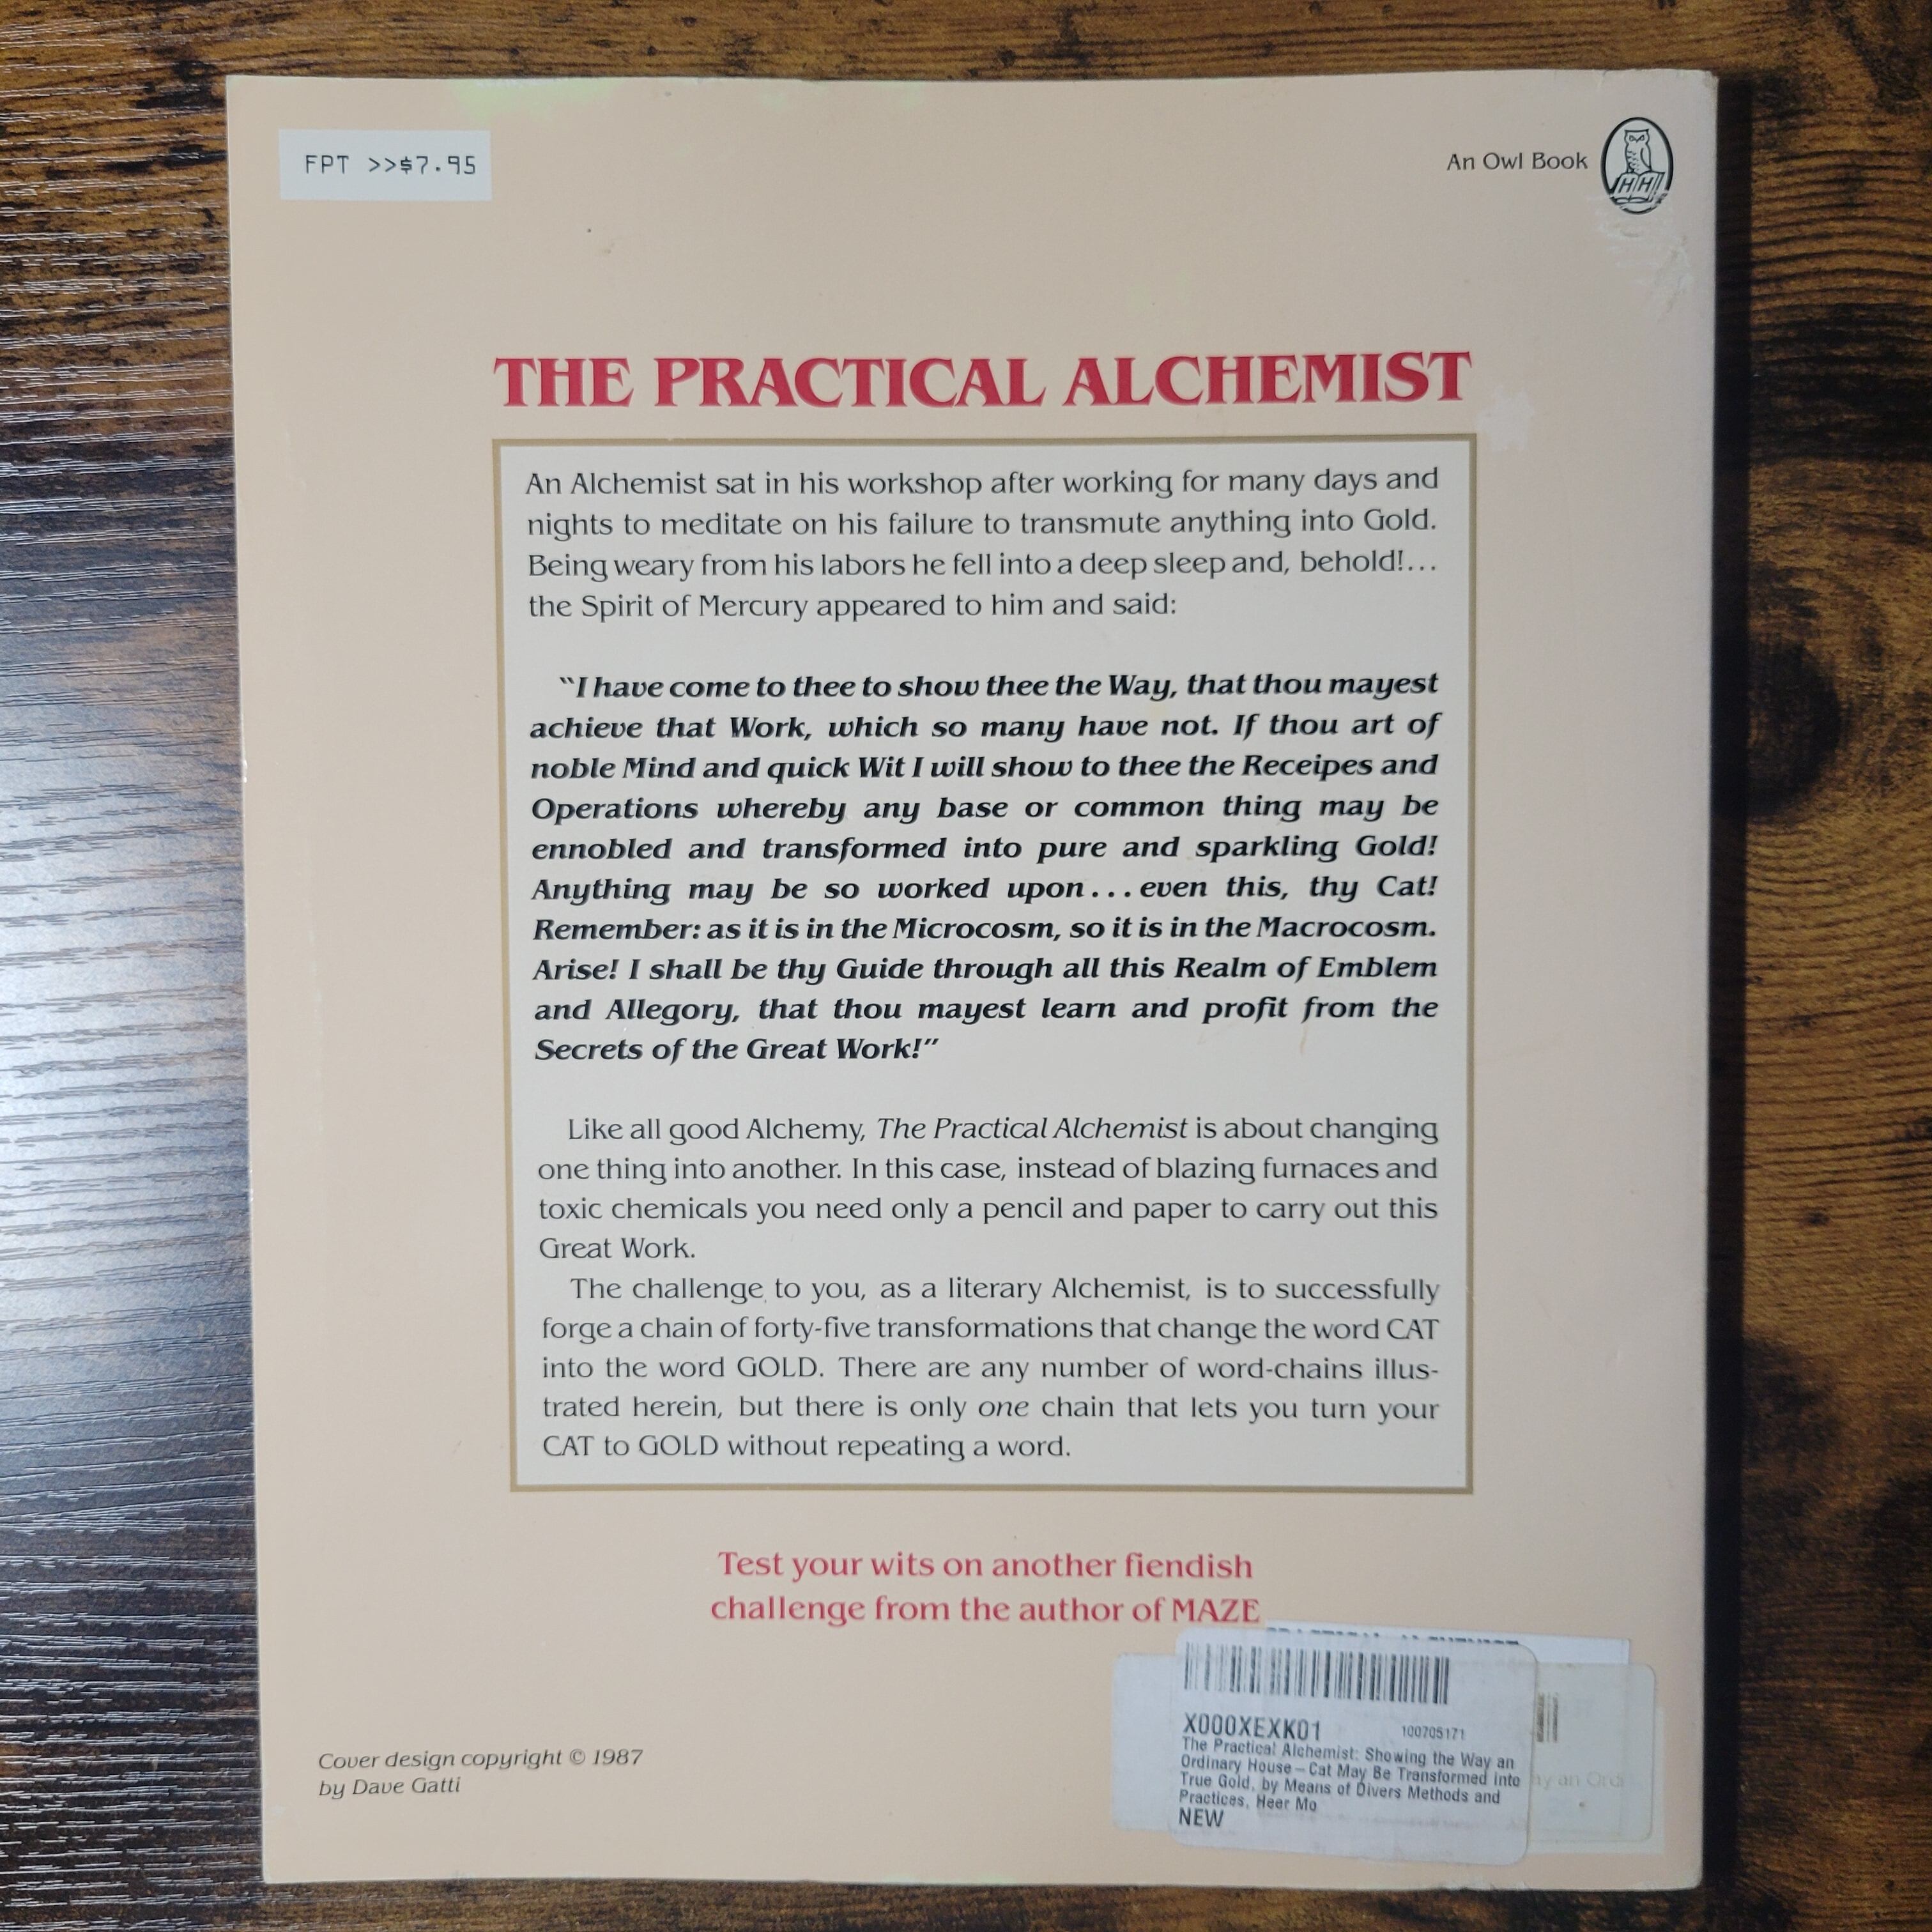 FPT >>$7.95
An Owl Book
HH
THE PRACTICAL ALCHEMIST
An Alchemist sat in his workshop after working for many days and
nights to meditate on his failure to transmute anything into Gold.
Being weary from his labors he fell into a deep sleep and, behold!...
the Spirit of Mercury appeared to him and said:
"I have come to thee to show thee the Way, that thou mayest
achieve that Work, which so many have not. If thou art of
noble Mind and quick Wit I will show to thee the Receipes and
Operations whereby any base or common thing may be
ennobled and transformed into pure and sparkling Gold!
Anything may be so worked upon... even this, thy Cat!
Remember: as it is in the Microcosm, so it is in the Macrocosm.
Arise! I shall be thy Guide through all this Realm of Emblem
and Allegory, that thou mayest learn and profit from the
Secrets of the Great Work!"
Like all good Alchemy, The Practical Alchemist is about changing
one thing into another. In this case, instead of blazing furnaces and
toxic chemicals you need only a pencil and paper to carry out this
Great Work.
The challenge to you, as a literary Alchemist, is to successfully
forge a chain of forty-five transformations that change the word CAT
into the word GOLD. There are any number of word-chains illus-
trated herein, but there is only one chain that lets you turn your
CAT to GOLD without repeating a word.
Test your wits on another fiendish
challenge from the author of MAZE
X000XEXK01 100705171
The Practical Alchemist: Showing the Way an
Ordinary House – Cat May Be Transformed into
True Gold, by Means of Divers Methods and
Practices, Heer Mo
NEW
Cover design copyright © 1987
by Dave Gatti